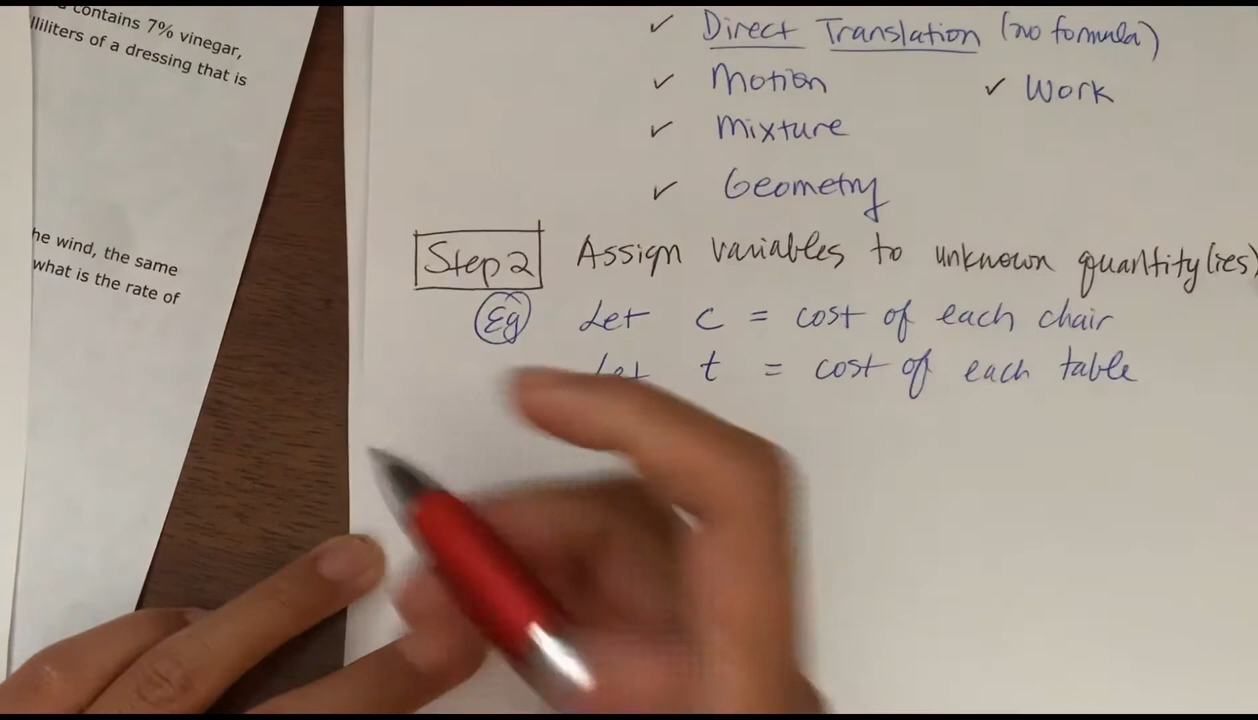 contains 7% vinegar,
lliliters of a dressing that is
he wind, the same
what is the rate of
✓ Direct Translation (no formula)
✓ Motion ✓ Work
✓ Mixture
✓ Geometry
Step 2 Assign variables to unknown quantity(ies)
Eg Let c = cost of each chair
Let t = cost of each table